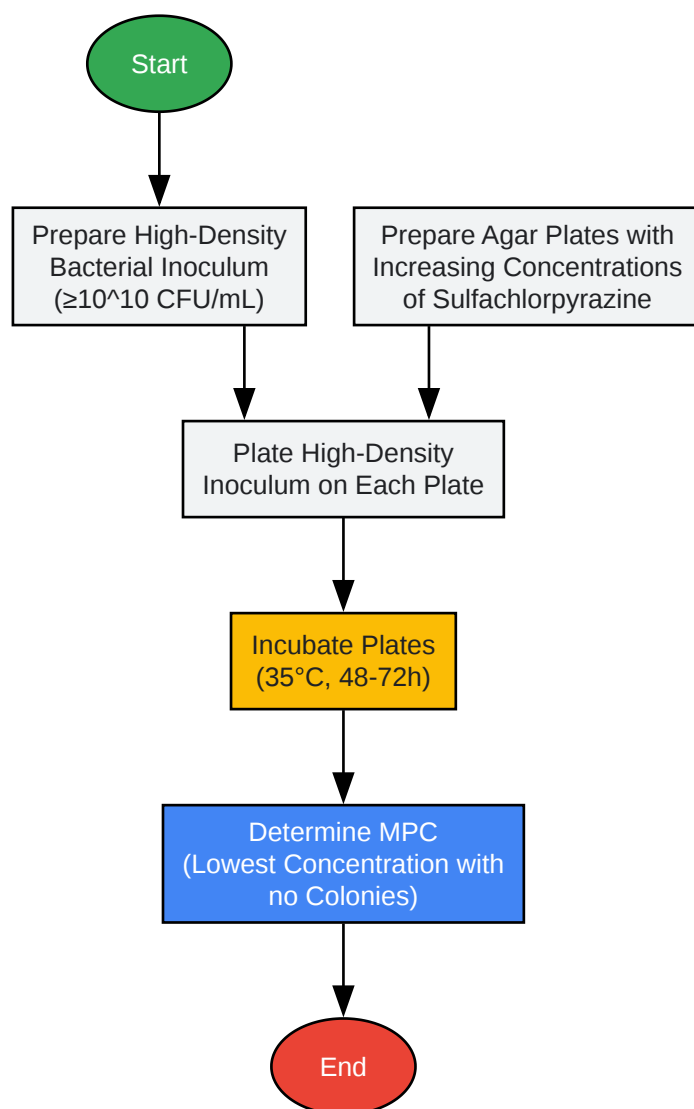 Start
Prepare High-Density
Bacterial Inoculum
(≥10^10 CFU/mL)
Prepare Agar Plates with
Increasing Concentrations
of Sulfachlorpyrazine
Plate High-Density
Inoculum on Each Plate
Incubate Plates
(35°C, 48-72h)
Determine MPC
(Lowest Concentration with
no Colonies)
End